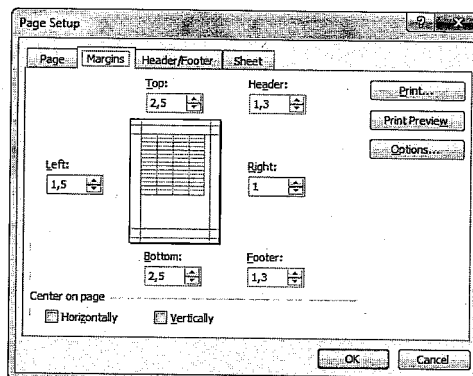 Page Setup
Page Margins Header/Footer Sheet
Top: Header:
2,5 1,3
Print...
Print Preview
Options...
Left: Right:
1,5 1
Bottom: Footer:
2,5 1,3
Center on page
Horizontally Vertically
OK Cancel